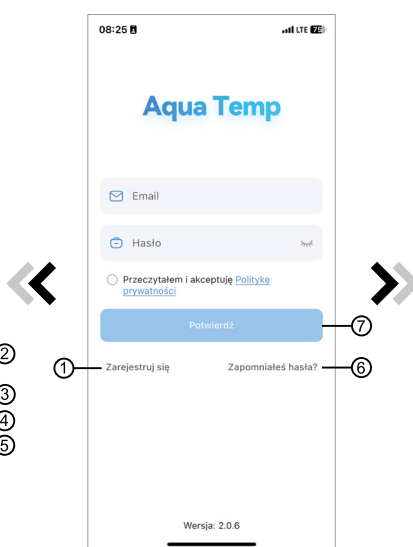 08:25 LTE 75
Aqua Temp
Email
Hasło
Przeczytałem i akceptuję Politykę
prywatności
Potwierdź
7
2
1 Zarejestruj się Zapomniałeś hasła? 6
3
4
5
Wersja: 2.0.6